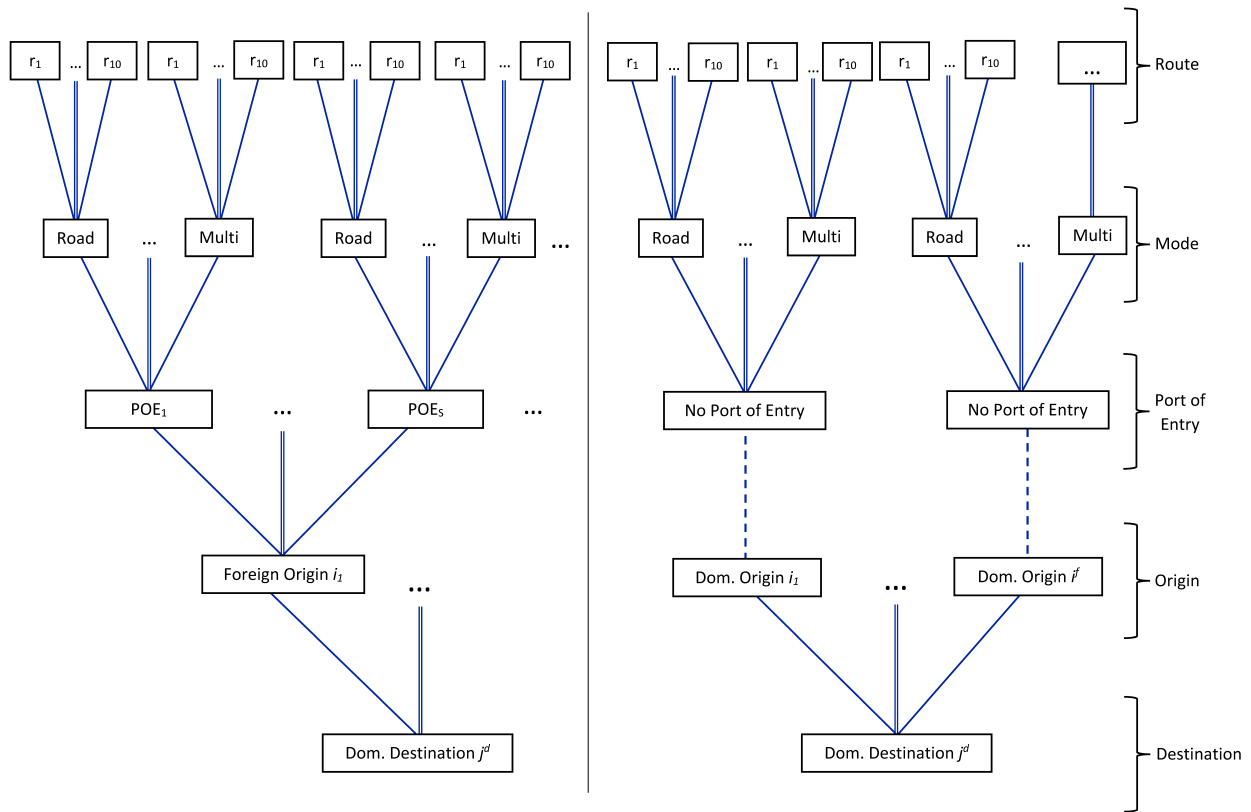 r1 ... r10 r1 ... r10 r1 ... r10 r1 ... r10 r1 ... r10 r1 ... r10 r1 ... r10 ... Route
Road ... Multi Road ... Multi ... Road ... Multi Road ... Multi Mode
POE1 ... POES ... No Port of Entry No Port of Entry Port of
Entry
Foreign Origin i1 ... Dom. Origin i1 ... Dom. Origin if Origin
Dom. Destination jd Dom. Destination jd Destination